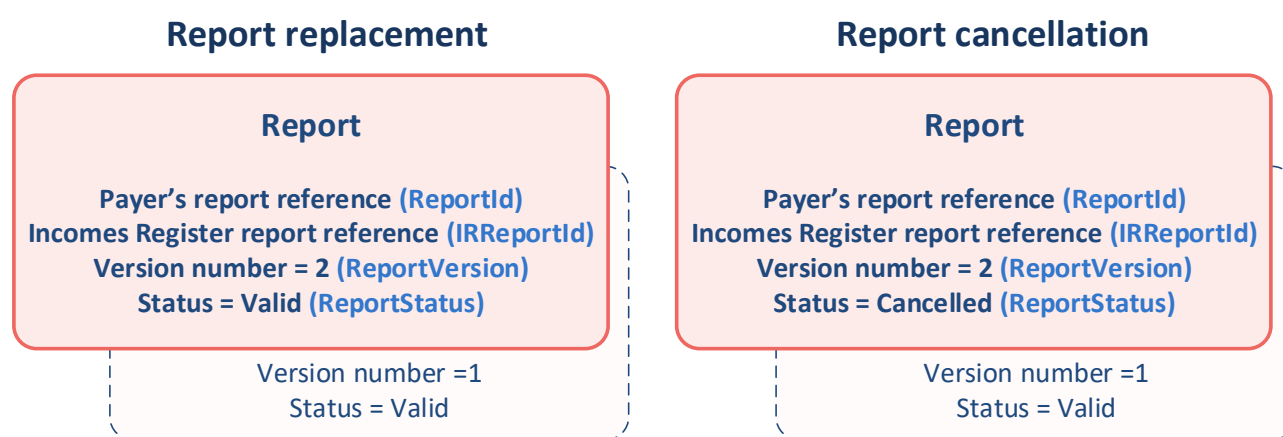 Report replacement
Report
Payer’s report reference (ReportId)
Incomes Register report reference (IRReportId)
Version number = 2 (ReportVersion)
Status = Valid (ReportStatus)
Version number =1
Status = Valid
Report cancellation
Report
Payer’s report reference (ReportId)
Incomes Register report reference (IRReportId)
Version number = 2 (ReportVersion)
Status = Cancelled (ReportStatus)
Version number =1
Status = Valid